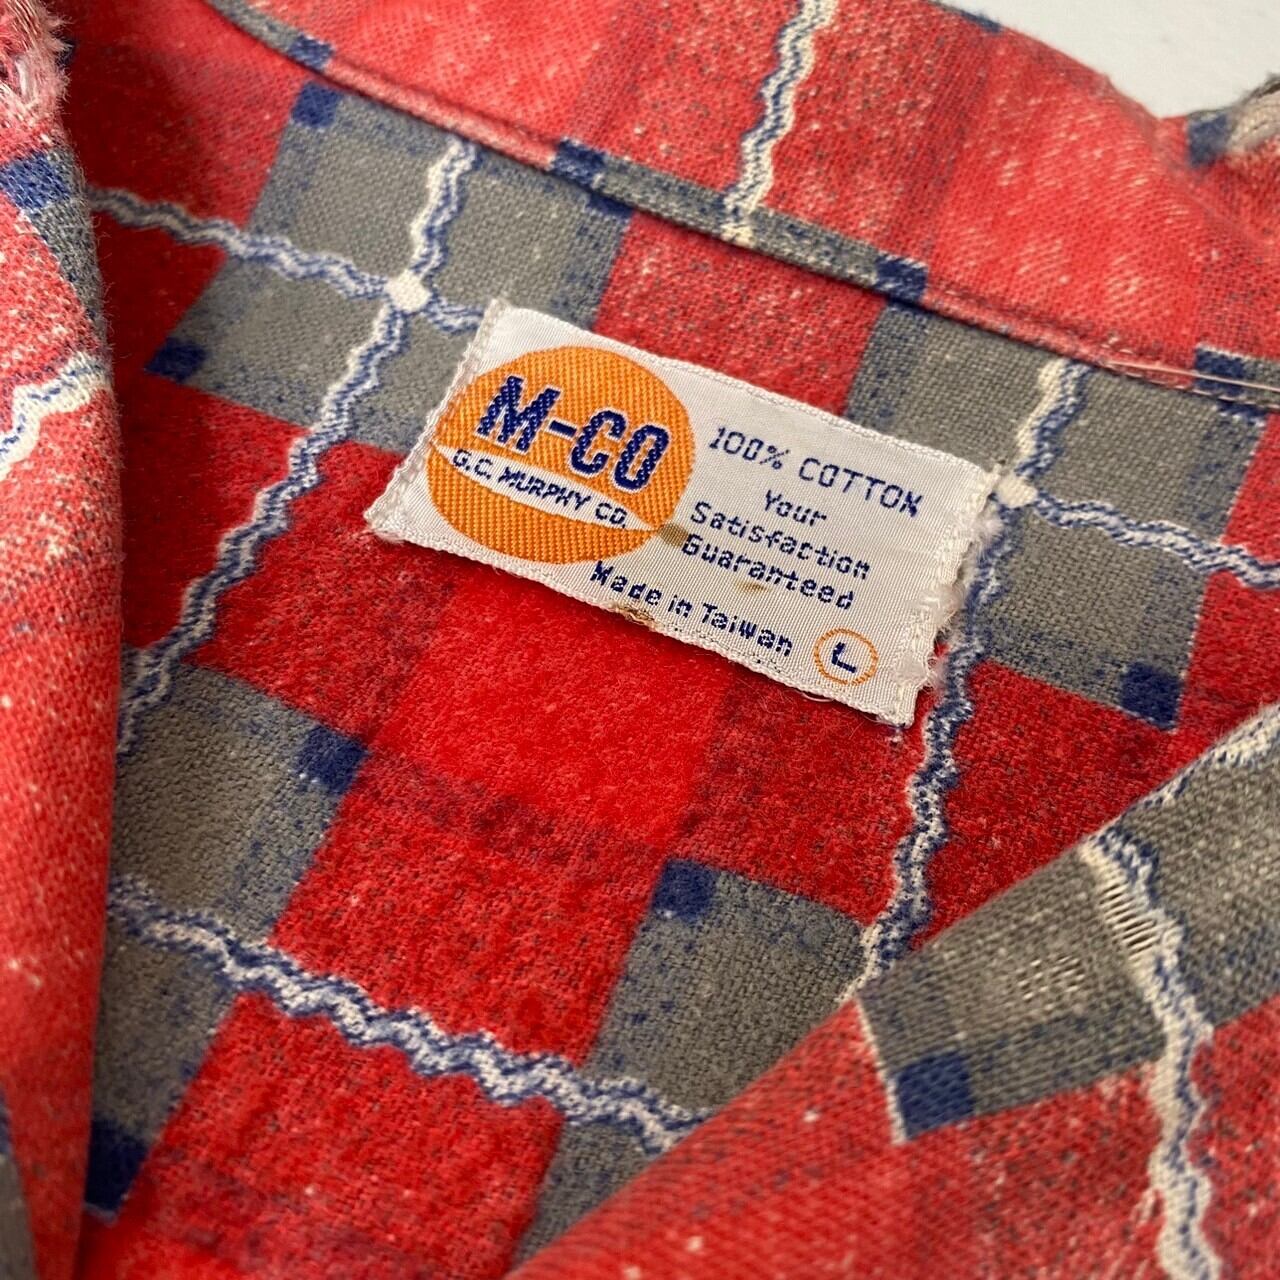 M-CO
G.C. MURPHY CO.
100% COTTON
Your
Satisfaction
Guaranteed
Made in Taiwan
L